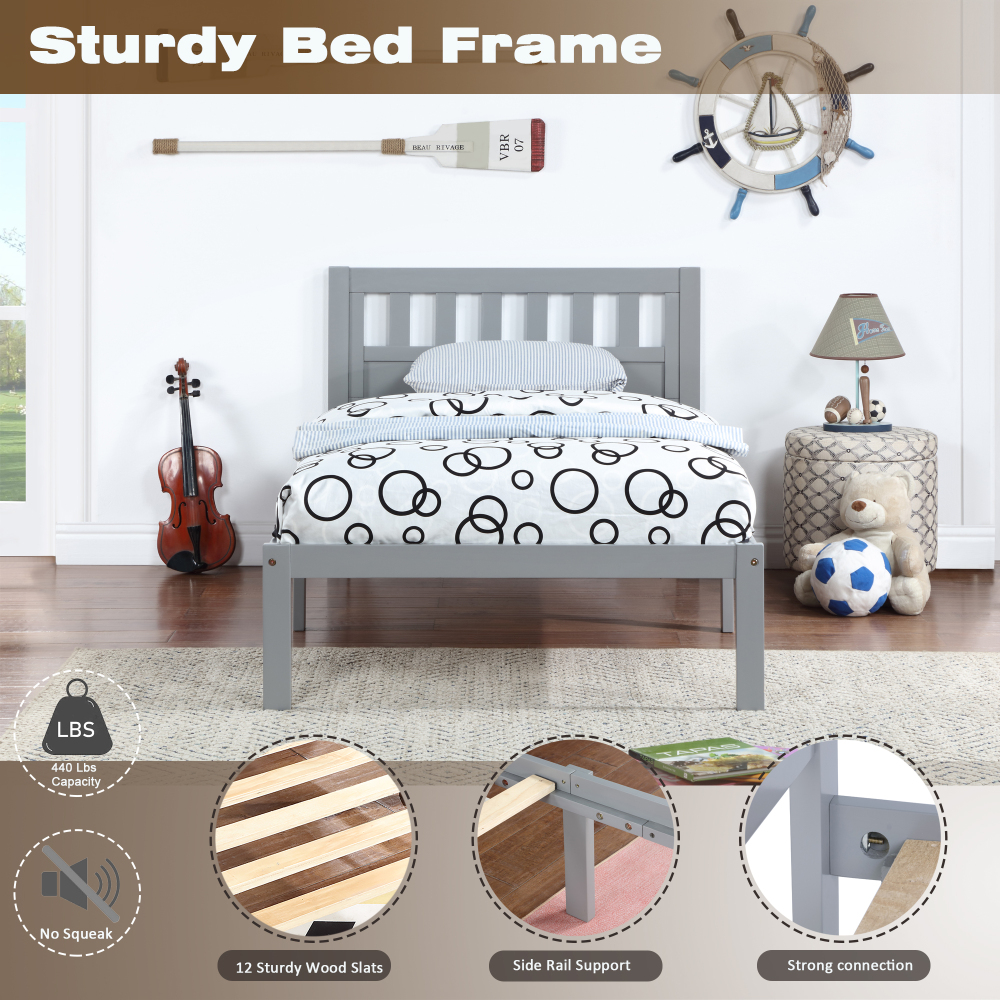 Sturdy Bed Frame
BEAU RIVAGE
VBR
07
LBS
440 Lbs
Capacity
TAPAS
No Squeak
12 Sturdy Wood Slats
Side Rail Support
Strong connection